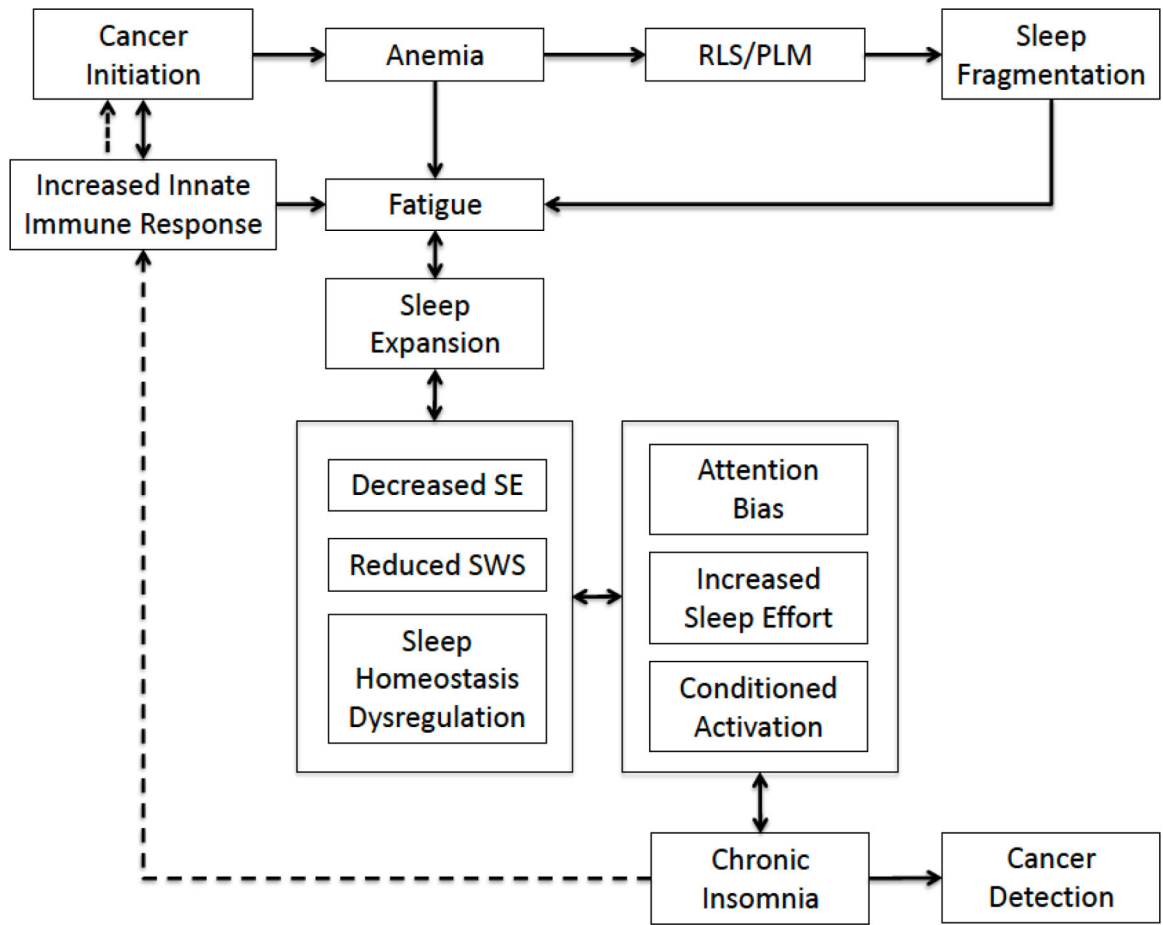 Cancer
Initiation
Anemia
RLS/PLM
Sleep
Fragmentation
Increased Innate
Immune Response
Fatigue
Sleep
Expansion
Decreased SE
Reduced SWS
Sleep
Homeostasis
Dysregulation
Attention
Bias
Increased
Sleep Effort
Conditioned
Activation
Chronic
Insomnia
Cancer
Detection